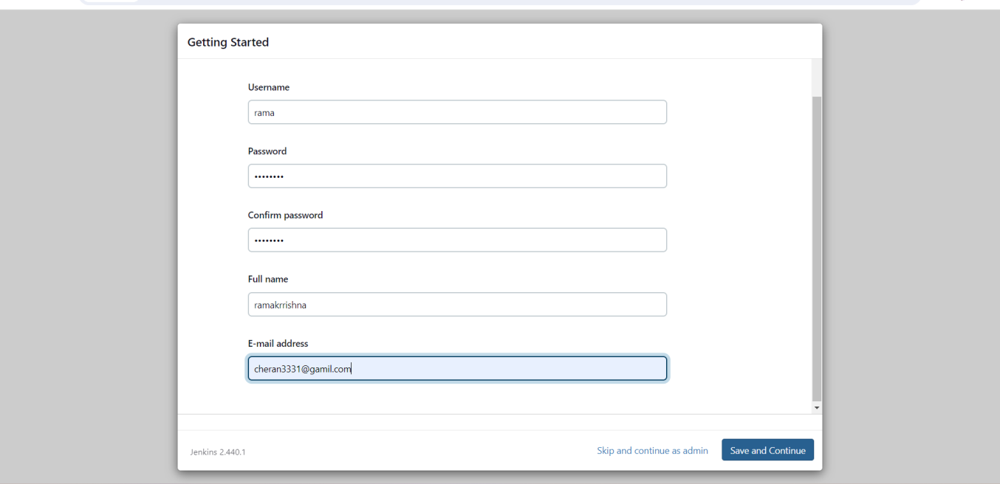 Getting Started
Username
rama
Password
••••••••
Confirm password
••••••••
Full name
ramakrrishna
E-mail address
cheran3331@gamil.com
Jenkins 2.440.1
Skip and continue as admin
Save and Continue